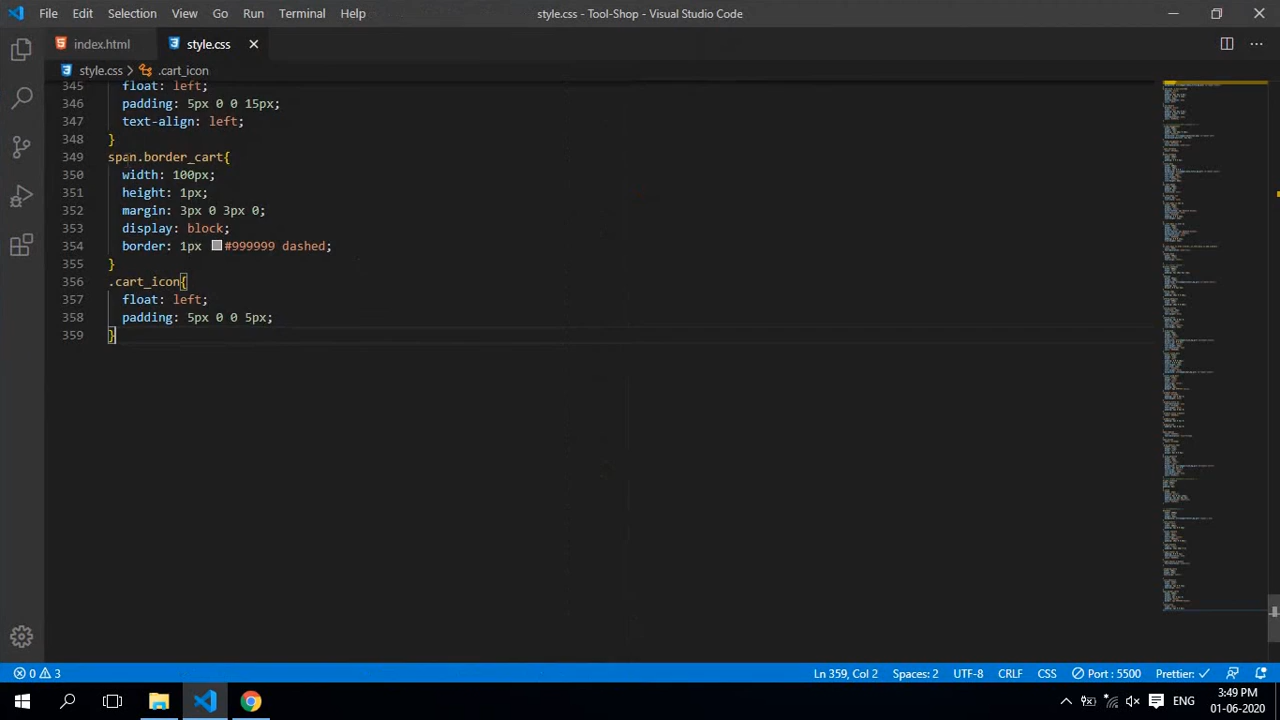 File Edit Selection View Go Run Terminal Help
style.css - Tool-Shop - Visual Studio Code
index.html style.css
style.css > .cart_icon
345 float: left;
346 padding: 5px 0 0 15px;
347 text-align: left;
348 }
349 span.border_cart{
350 width: 100px;
351 height: 1px;
352 margin: 3px 0 3px 0;
353 display: block;
354 border: 1px #999999 dashed;
355 }
356 .cart_icon{
357 float: left;
358 padding: 5px 0 0 5px;
359 }
0 3 Ln 359, Col 2 Spaces: 2 UTF-8 CRLF CSS Port : 5500 Prettier: ✓
ENG
3:49 PM
01-06-2020